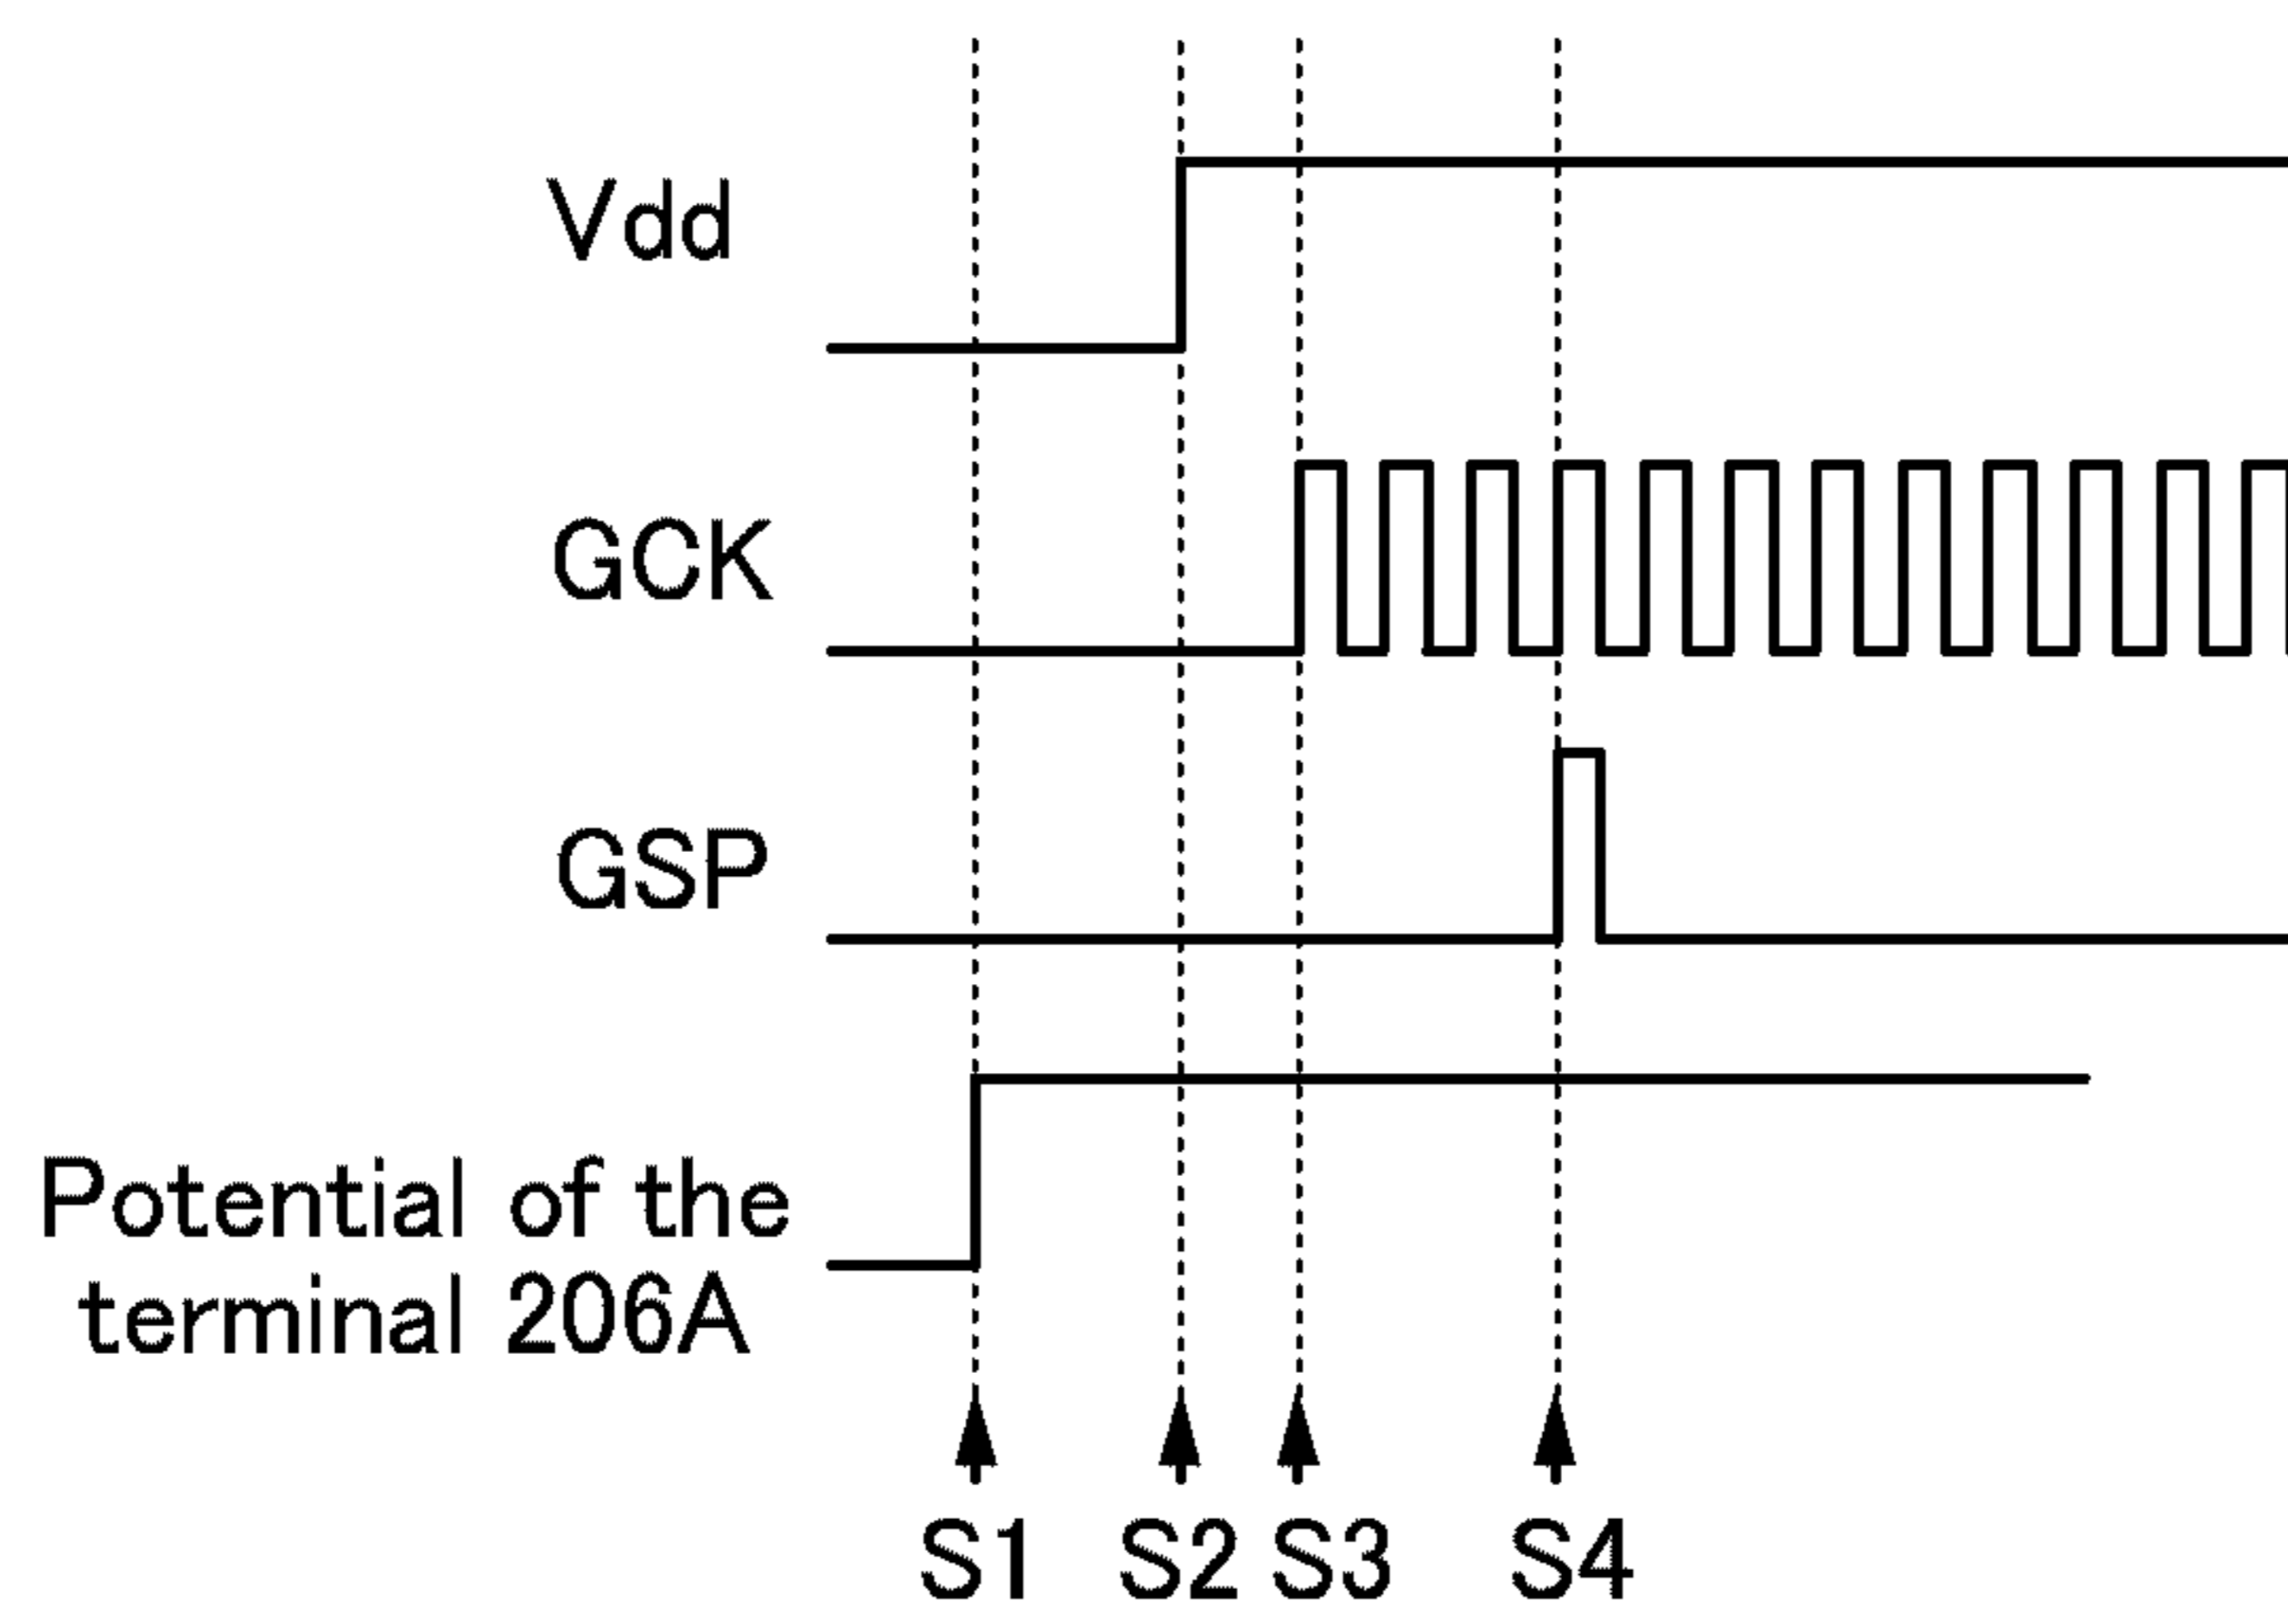 Vdd
GCK
GSP
Potential of the
terminal 206A
S1 S2 S3 S4